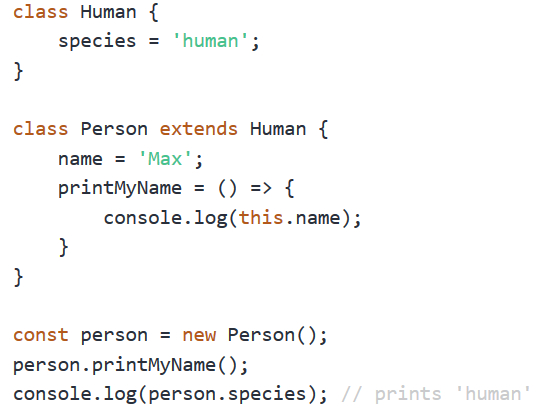 class Human {
    species = 'human';
}

class Person extends Human {
    name = 'Max';
    printMyName = () => {
        console.log(this.name);
    }
}

const person = new Person();
person.printMyName();
console.log(person.species); // prints 'human'